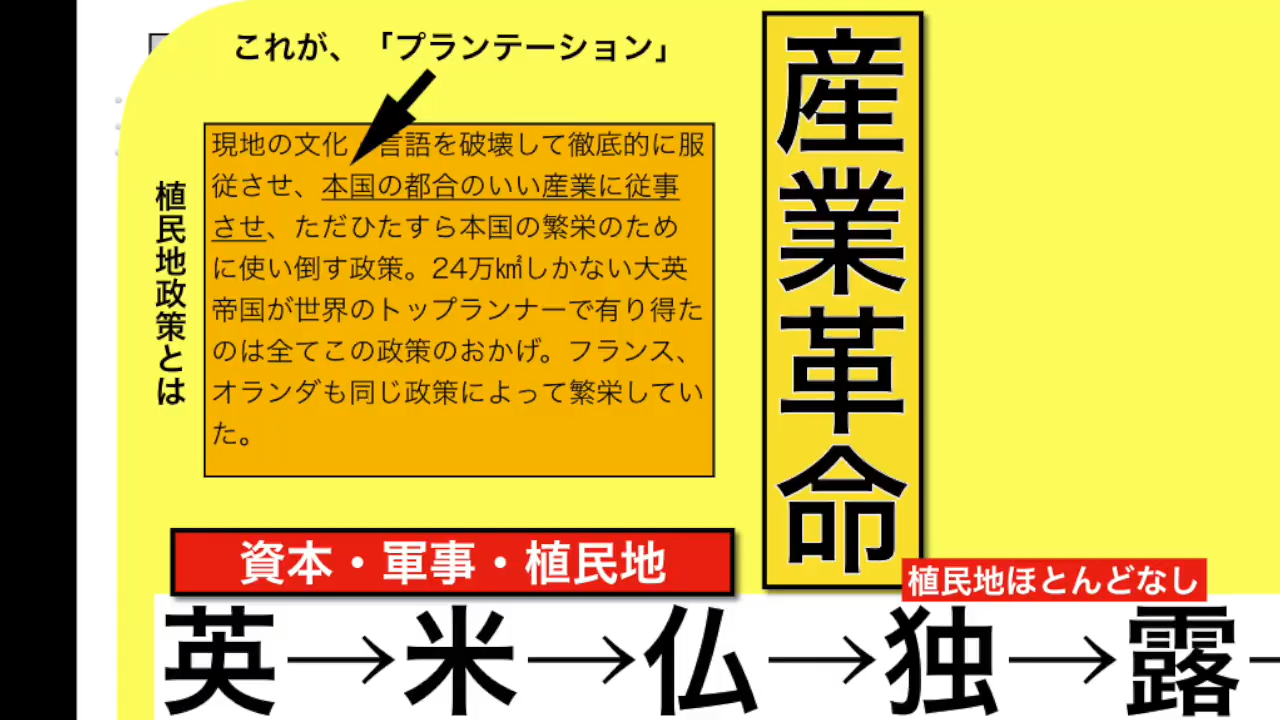 これが、「プランテーション」
産業革命
植民地政策とは
現地の文化 言語を破壊して徹底的に服
従させ、本国の都合のいい産業に従事
させ、ただひたすら本国の繁栄のため
に使い倒す政策。24万㎢しかない大英
帝国が世界のトップランナーで有り得た
のは全てこの政策のおかげ。フランス、
オランダも同じ政策によって繁栄してい
た。
資本・軍事・植民地
植民地ほとんどなし
英→米→仏→独→露